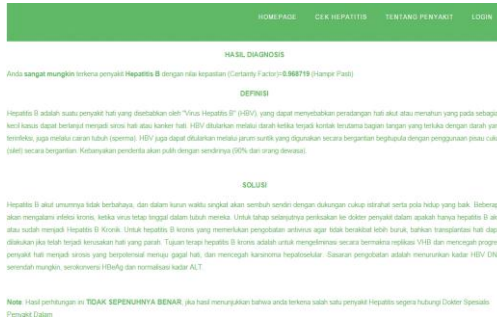 HOMEPAGE CEK HEPATITIS TENTANG PENYAKIT LOGIN
HASIL DIAGNOSIS
Anda sangat mungkin terkena penyakit Hepatitis B dengan nilai kepastian (Certainty Factor)=0.968719 (Hampir Pasti)
DEFINISI
Hepatitis B adalah suatu penyakit hati yang disebabkan oleh "Virus Hepatitis B" (HBV), yang dapat menyebabkan peradangan hati akut atau menahun yang pada sebagia
kecil kasus dapat berlanjut menjadi sirosi hati atau kanker hati. HBV ditularkan melalui darah ketika terjadi kontak terutama bagian tangan yang terluka dengan darah yan
terinfeksi, juga melalui cairan tubuh (sperma). HBV juga dapat ditularkan melalui jarum suntik yang digunakan secara bergantian begitupula dengan penggunaan pisau cuk
(silet) secara bergantian. Kebanyakan penderita akan pulih dengan sendirinya (90% dari orang dewasa).
SOLUSI
Hepatitis B akut umumnya tidak berbahaya, dan dalam kurun waktu singkat akan sembuh sendiri dengan dukungan cukup istirahat serta pola hidup yang baik. Beberap
akan mengalami infeksi kronis, ketika virus tetap tinggal dalam tubuh mereka. Untuk tahap selanjutnya periksakan ke dokter penyakit dalam apakah hanya hepatitis B ak
atau sudah menjadi Hepatitis B Kronik. Untuk hepatitis B kronis yang memerlukan pengobatan antivirus agar tidak berakibat lebih buruk, bahkan transplantasi hati dap
dilakukan jika telah terjadi kerusakan hati yang parah. Tujuan terapi hepatitis B kronis adalah untuk mengeliminasi secara bermakna replikasi VHB dan mencegah progre
penyakit hati menjadi sirosis yang berpotensial menuju gagal hati, dan mencegah karsinoma hepatoselular. Sasaran pengobatan adalah menurunkan kadar HBV DN
serendah mungkin, serokonversi HBeAg dan normalisasi kadar ALT.
Note: Hasil perhitungan ini TIDAK SEPENUHNYA BENAR, jika hasil menunjukkan bahwa anda terkena salah satu penyakit Hepatitis segera hubungi Dokter Spesialis
Penyakit Dalam